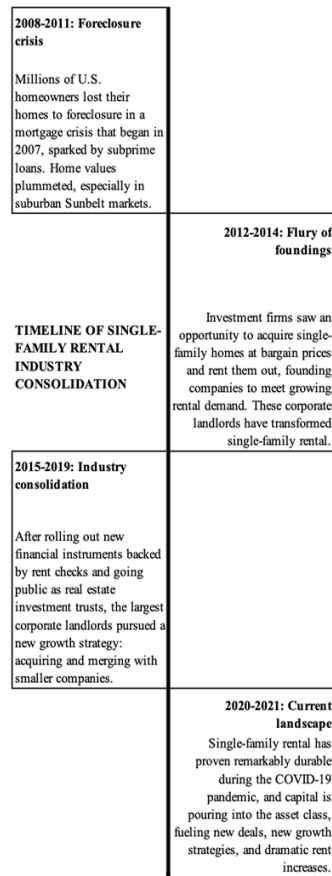 2008-2011: Foreclosure
crisis
Millions of U.S.
homeowners lost their
homes to foreclosure in a
mortgage crisis that began in
2007, sparked by subprime
loans. Home values
plummeted, especially in
suburban Sunbelt markets.
2012-2014: Flury of
foundings
Investment firms saw an
opportunity to acquire single-
family homes at bargain prices
and rent them out, founding
companies to meet growing
rental demand. These corporate
landlords have transformed
single-family rental.
TIMELINE OF SINGLE-
FAMILY RENTAL
INDUSTRY
CONSOLIDATION
2015-2019: Industry
consolidation
After rolling out new
financial instruments backed
by rent checks and going
public as real estate
investment trusts, the largest
corporate landlords pursued a
new growth strategy:
acquiring and merging with
smaller companies.
2020-2021: Current
landscape
Single-family rental has
proven remarkably durable
during the COVID-19
pandemic, and capital is
pouring into the asset class,
fueling new deals, new growth
strategies, and dramatic rent
increases.